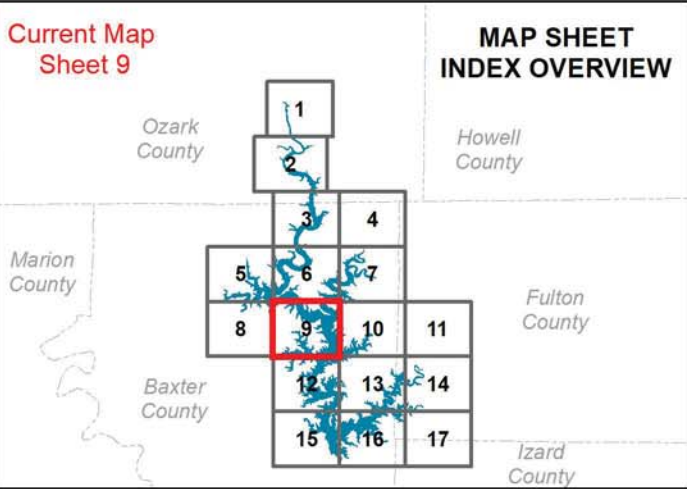 Current Map
Sheet 9
MAP SHEET
INDEX OVERVIEW
Ozark
County
Howell
County
1
2
3
4
Marion
County
5
6
7
Fulton
County
8
9
10
11
Baxter
County
12
13
14
15
16
17
Izard
County